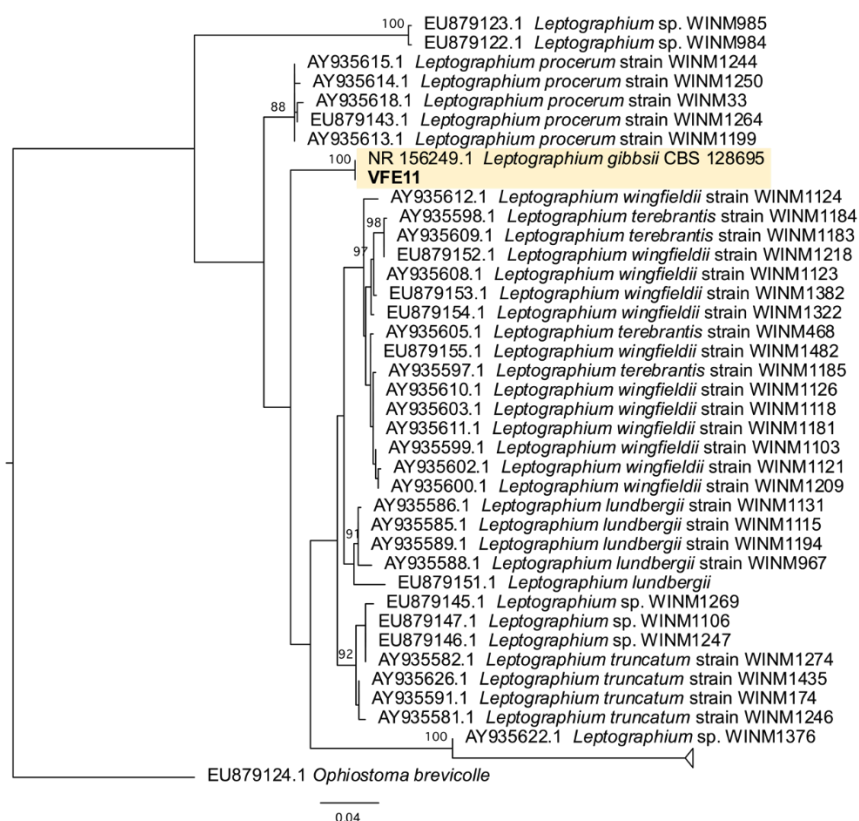 100
EU879123.1 Leptographium sp. WINM985
EU879122.1 Leptographium sp. WINM984
AY935615.1 Leptographium procerum strain WINM1244
AY935614.1 Leptographium procerum strain WINM1250
88
AY935618.1 Leptographium procerum strain WINM33
EU879143.1 Leptographium procerum strain WINM1264
AY935613.1 Leptographium procerum strain WINM1199
100
NR 156249.1 Leptographium gibbsii CBS 128695
VFE11
AY935612.1 Leptographium wingfieldii strain WINM1124
98
AY935598.1 Leptographium terebrantis strain WINM1184
AY935609.1 Leptographium terebrantis strain WINM1183
97
EU879152.1 Leptographium wingfieldii strain WINM1218
AY935608.1 Leptographium wingfieldii strain WINM1123
EU879153.1 Leptographium wingfieldii strain WINM1382
EU879154.1 Leptographium wingfieldii strain WINM1322
AY935605.1 Leptographium terebrantis strain WINM468
EU879155.1 Leptographium wingfieldii strain WINM1482
AY935597.1 Leptographium terebrantis strain WINM1185
AY935610.1 Leptographium wingfieldii strain WINM1126
AY935603.1 Leptographium wingfieldii strain WINM1118
AY935611.1 Leptographium wingfieldii strain WINM1181
AY935599.1 Leptographium wingfieldii strain WINM1103
AY935602.1 Leptographium wingfieldii strain WINM1121
AY935600.1 Leptographium wingfieldii strain WINM1209
AY935586.1 Leptographium lundbergii strain WINM1131
AY935585.1 Leptographium lundbergii strain WINM1115
91
AY935589.1 Leptographium lundbergii strain WINM1194
AY935588.1 Leptographium lundbergii strain WINM967
EU879151.1 Leptographium lundbergii
EU879145.1 Leptographium sp. WINM1269
EU879147.1 Leptographium sp. WINM1106
EU879146.1 Leptographium sp. WINM1247
92
AY935582.1 Leptographium truncatum strain WINM1274
AY935626.1 Leptographium truncatum strain WINM1435
AY935591.1 Leptographium truncatum strain WINM174
AY935581.1 Leptographium truncatum strain WINM1246
100
AY935622.1 Leptographium sp. WINM1376
EU879124.1 Ophiostoma brevicolle
0.04